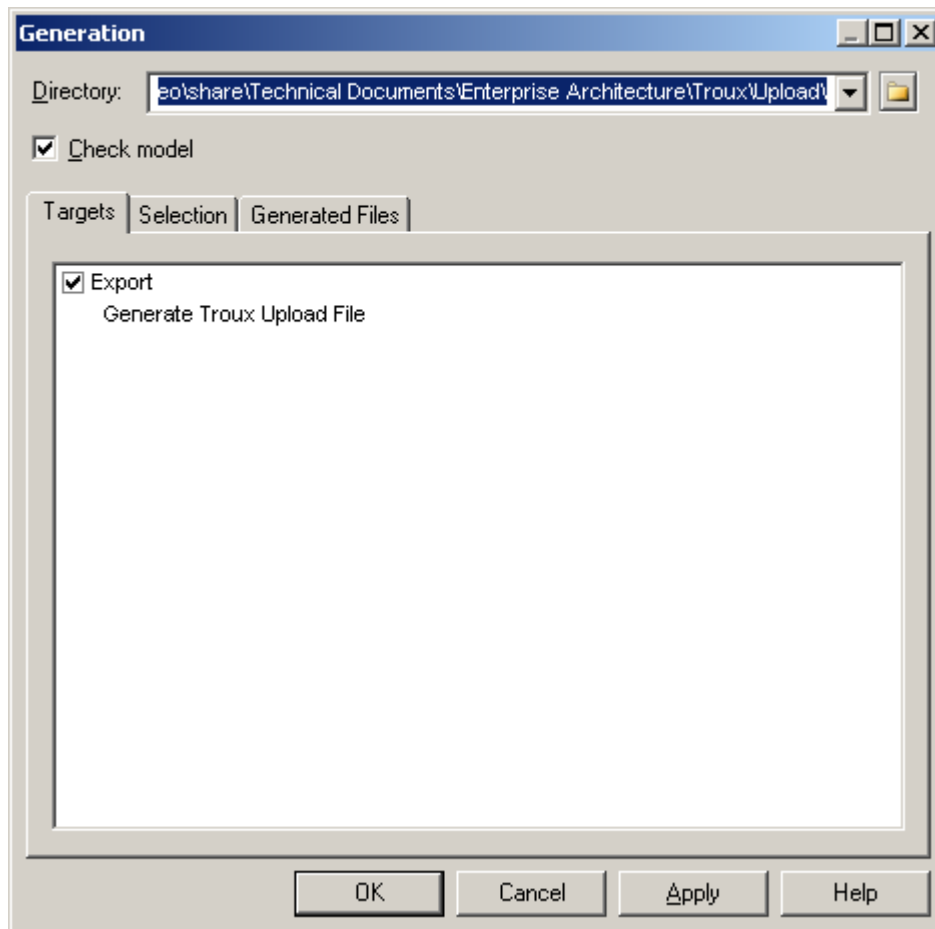 Generation
Directory: eo\share\Technical Documents\Enterprise Architecture\Troux\Upload\
Check model
Targets Selection Generated Files
Export
Generate Troux Upload File
OK Cancel Apply Help